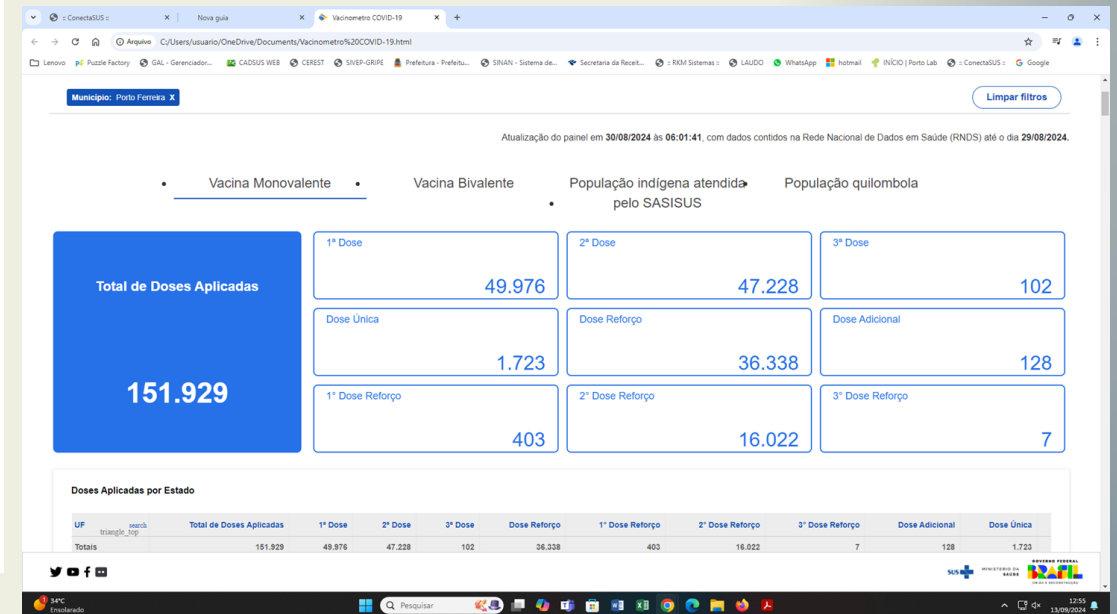 :: ConectaSUS ::
Nova guia
Vacinometro COVID-19
Arquivo C:/Users/usuario/OneDrive/Documents/Vacinometro%20COVID-19.html
Lenovo Puzzle Factory GAL - Gerenciador... CADSUS WEB CEREST SIVEP-GRIPE Prefeitura - Prefeitu... SINAN - Sistema de... Secretaria da Receit... :: RKM Sistemas :: LAUDO WhatsApp hotmail INÍCIO | Porto Lab :: ConectaSUS :: Google
Município: Porto Ferreira X
Limpar filtros
Atualização do painel em 30/08/2024 às 06:01:41, com dados contidos na Rede Nacional de Dados em Saúde (RNDS) até o dia 29/08/2024.
Vacina Monovalente
Vacina Bivalente
População indígena atendida
pelo SASISUS
População quilombola
Total de Doses Aplicadas
151.929
1ª Dose
49.976
2ª Dose
47.228
3ª Dose
102
Dose Única
1.723
Dose Reforço
36.338
Dose Adicional
128
1° Dose Reforço
403
2° Dose Reforço
16.022
3° Dose Reforço
7
Doses Aplicadas por Estado
UF search triangle_top Total de Doses Aplicadas 1ª Dose 2ª Dose 3ª Dose Dose Reforço 1° Dose Reforço 2° Dose Reforço 3° Dose Reforço Dose Adicional Dose Única
Totais 151.929 49.976 47.228 102 36.338 403 16.022 7 128 1.723
SUS
MINISTÉRIO DA
SAÚDE
GOVERNO FEDERAL
BRASIL
UNIÃO E RECONSTRUÇÃO
34°C
Ensolarado
Pesquisar
12:55
13/09/2024